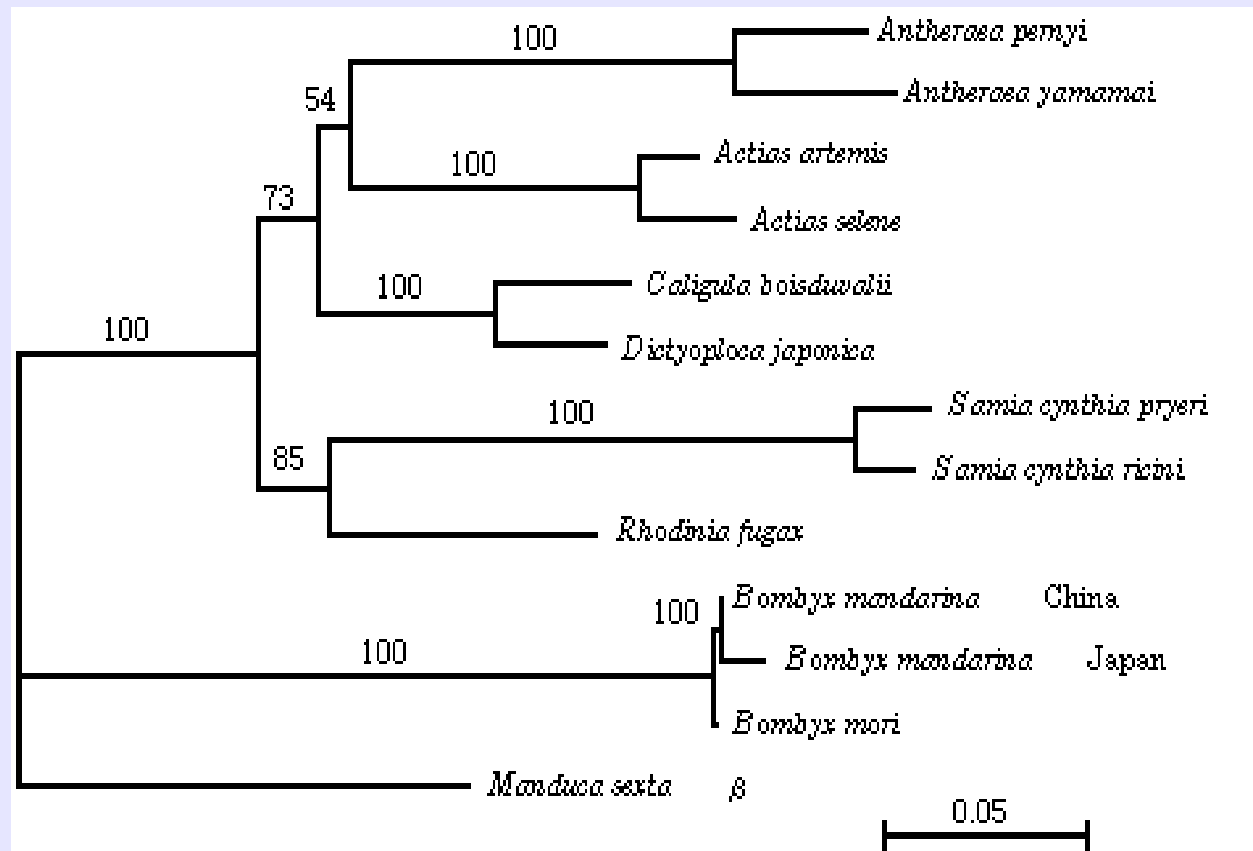 100
Antheraea pernyi
54
Antheraea yamamai
100
Actias artemis
73
Actias selene
100
Caligula boisduvalii
100
Dictyoploca japonica
100
Samia cynthia pryeri
85
Samia cynthia ricini
Rhodinia fugax
100
Bombyx mandarina China
100
Bombyx mandarina Japan
Bombyx mori
Manduca sexta β
0.05